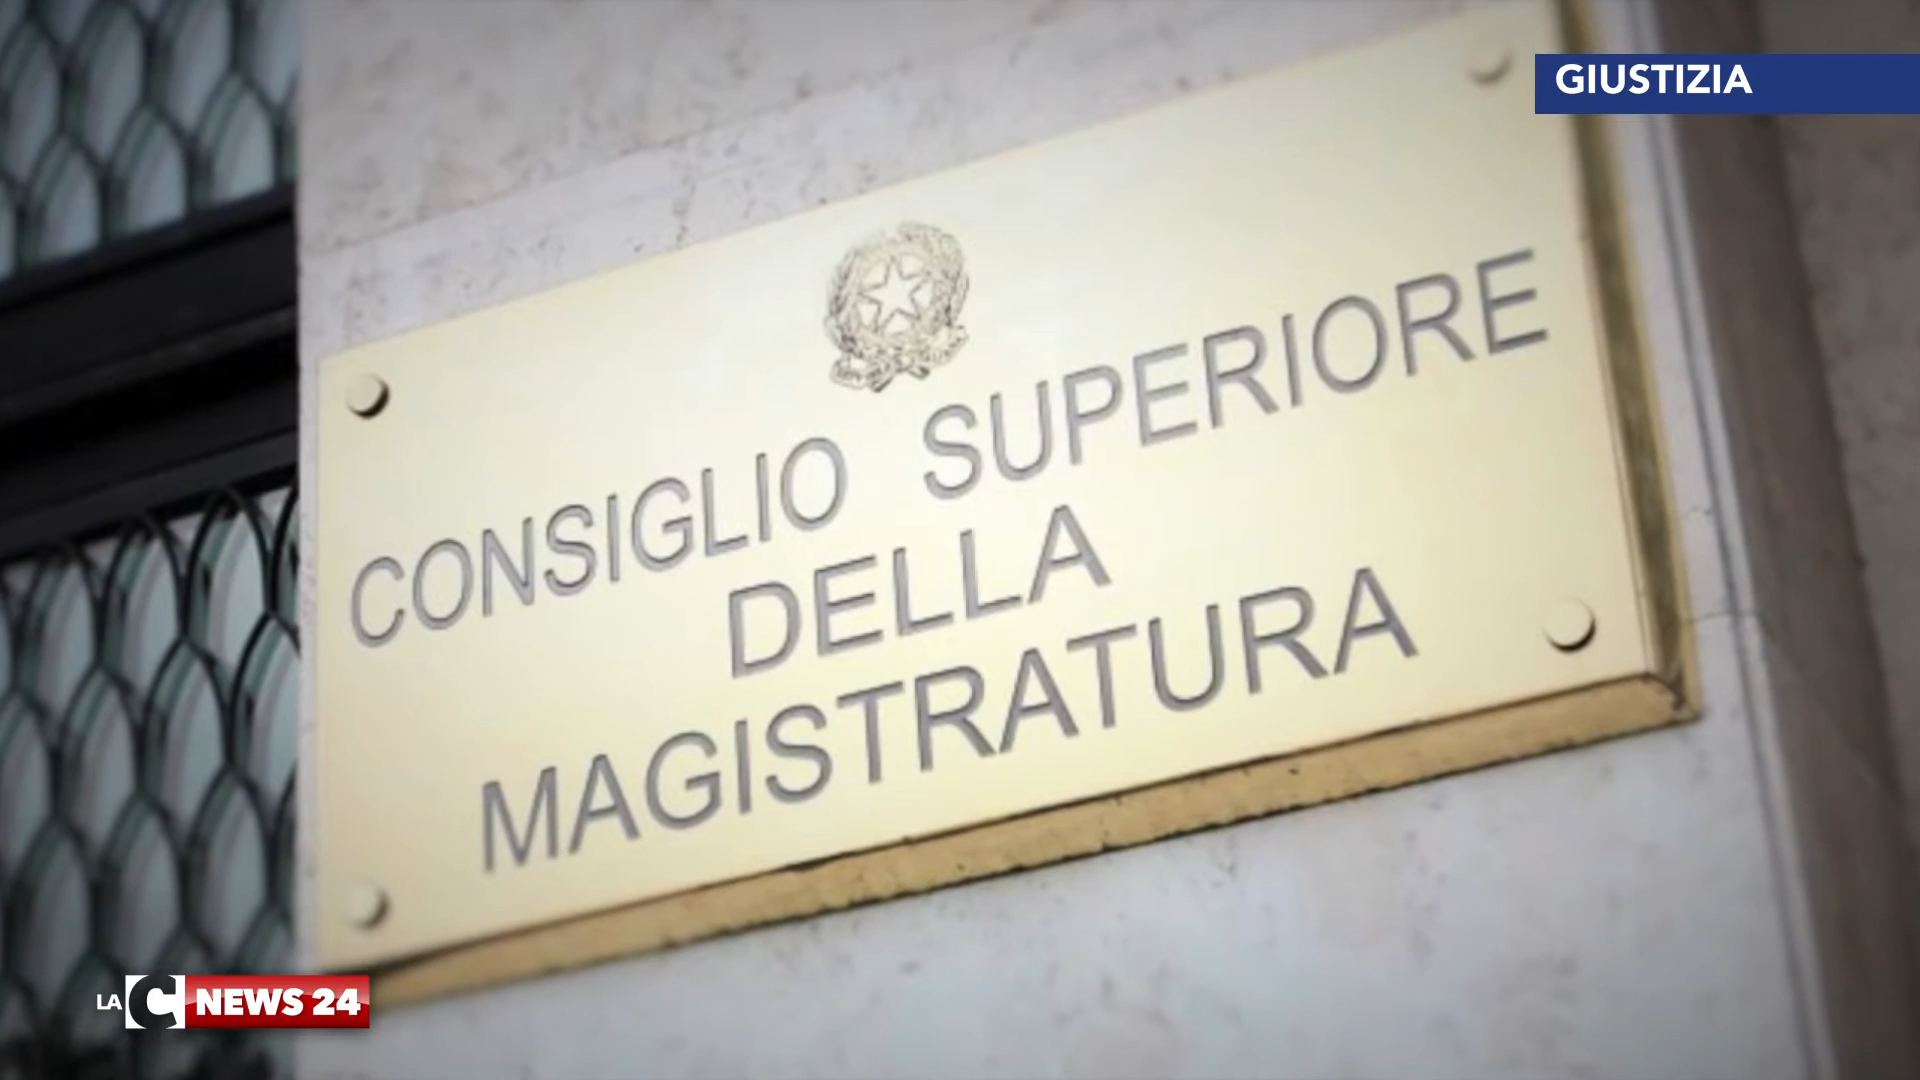 GIUSTIZIA
CONSIGLIO SUPERIORE
DELLA
MAGISTRATURA
LA C NEWS 24